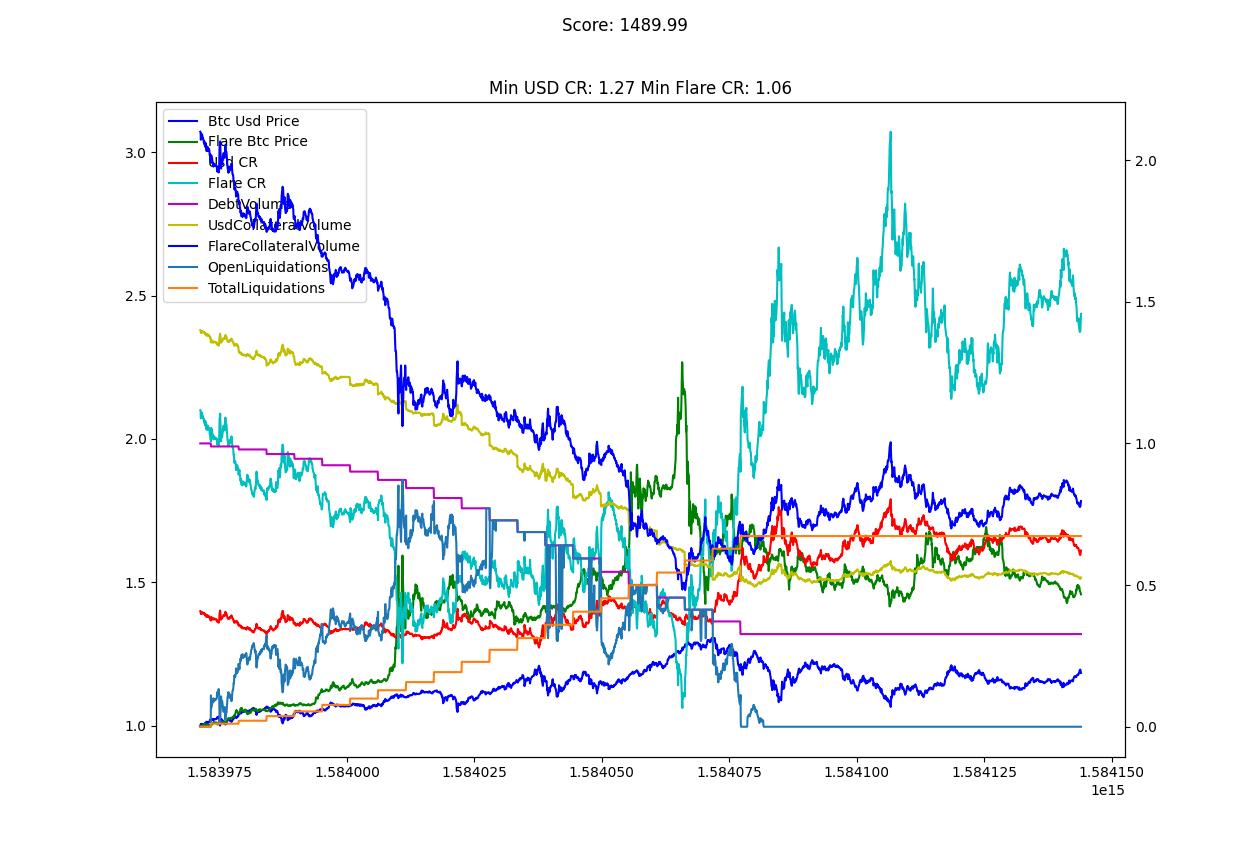 Score: 1489.99
Min USD CR: 1.27 Min Flare CR: 1.06
Btc Usd Price
Flare Btc Price
Usd CR
Flare CR
DebtVolume
UsdCollateralVolume
FlareCollateralVolume
OpenLiquidations
TotalLiquidations
3.0
2.5
2.0
1.5
1.0
2.0
1.5
1.0
0.5
0.0
1.583975 1.584000 1.584025 1.584050 1.584075 1.584100 1.584125 1.584150
1e15